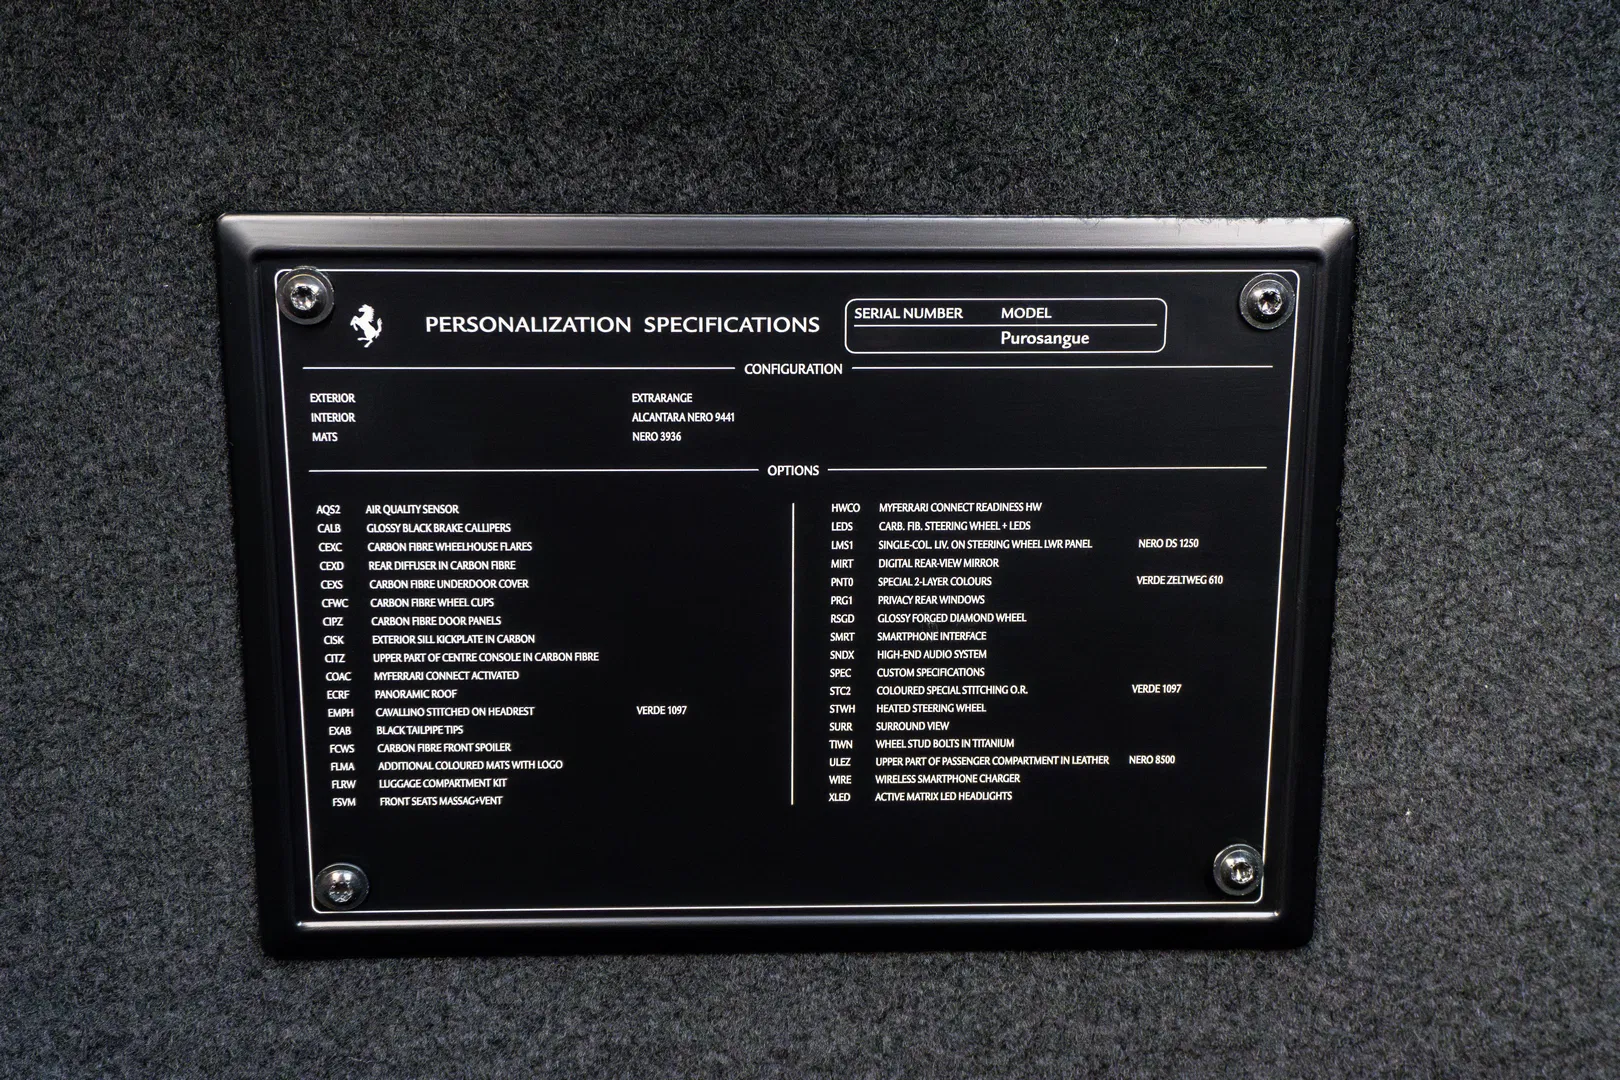 PERSONALIZATION SPECIFICATIONS
SERIAL NUMBER MODEL
Purosangue
CONFIGURATION
EXTERIOR EXTRARANGE
INTERIOR ALCANTARA NERO 9441
MATS NERO 3936
OPTIONS
AQS2 AIR QUALITY SENSOR
CALB GLOSSY BLACK BRAKE CALLIPERS
CEXC CARBON FIBRE WHEELHOUSE FLARES
CEXD REAR DIFFUSER IN CARBON FIBRE
CEXS CARBON FIBRE UNDERDOOR COVER
CFWC CARBON FIBRE WHEEL CUPS
CIPZ CARBON FIBRE DOOR PANELS
CISK EXTERIOR SILL KICKPLATE IN CARBON
CITZ UPPER PART OF CENTRE CONSOLE IN CARBON FIBRE
COAC MYFERRARI CONNECT ACTIVATED
ECRF PANORAMIC ROOF
EMPH CAVALLINO STITCHED ON HEADREST VERDE 1097
EXAB BLACK TAILPIPE TIPS
FCWS CARBON FIBRE FRONT SPOILER
FLMA ADDITIONAL COLOURED MATS WITH LOGO
FLRW LUGGAGE COMPARTMENT KIT
FSVM FRONT SEATS MASSAG+VENT
HWCO MYFERRARI CONNECT READINESS HW
LEDS CARB. FIB. STEERING WHEEL + LEDS
LMS1 SINGLE-COL. LIV. ON STEERING WHEEL LWR PANEL NERO DS 1250
MIRT DIGITAL REAR-VIEW MIRROR
PNT0 SPECIAL 2-LAYER COLOURS VERDE ZELTWEG 610
PRG1 PRIVACY REAR WINDOWS
RSGD GLOSSY FORGED DIAMOND WHEEL
SMRT SMARTPHONE INTERFACE
SNDX HIGH-END AUDIO SYSTEM
SPEC CUSTOM SPECIFICATIONS
STC2 COLOURED SPECIAL STITCHING O.R. VERDE 1097
STWH HEATED STEERING WHEEL
SURR SURROUND VIEW
TIWN WHEEL STUD BOLTS IN TITANIUM
ULEZ UPPER PART OF PASSENGER COMPARTMENT IN LEATHER NERO 8500
WIRE WIRELESS SMARTPHONE CHARGER
XLED ACTIVE MATRIX LED HEADLIGHTS